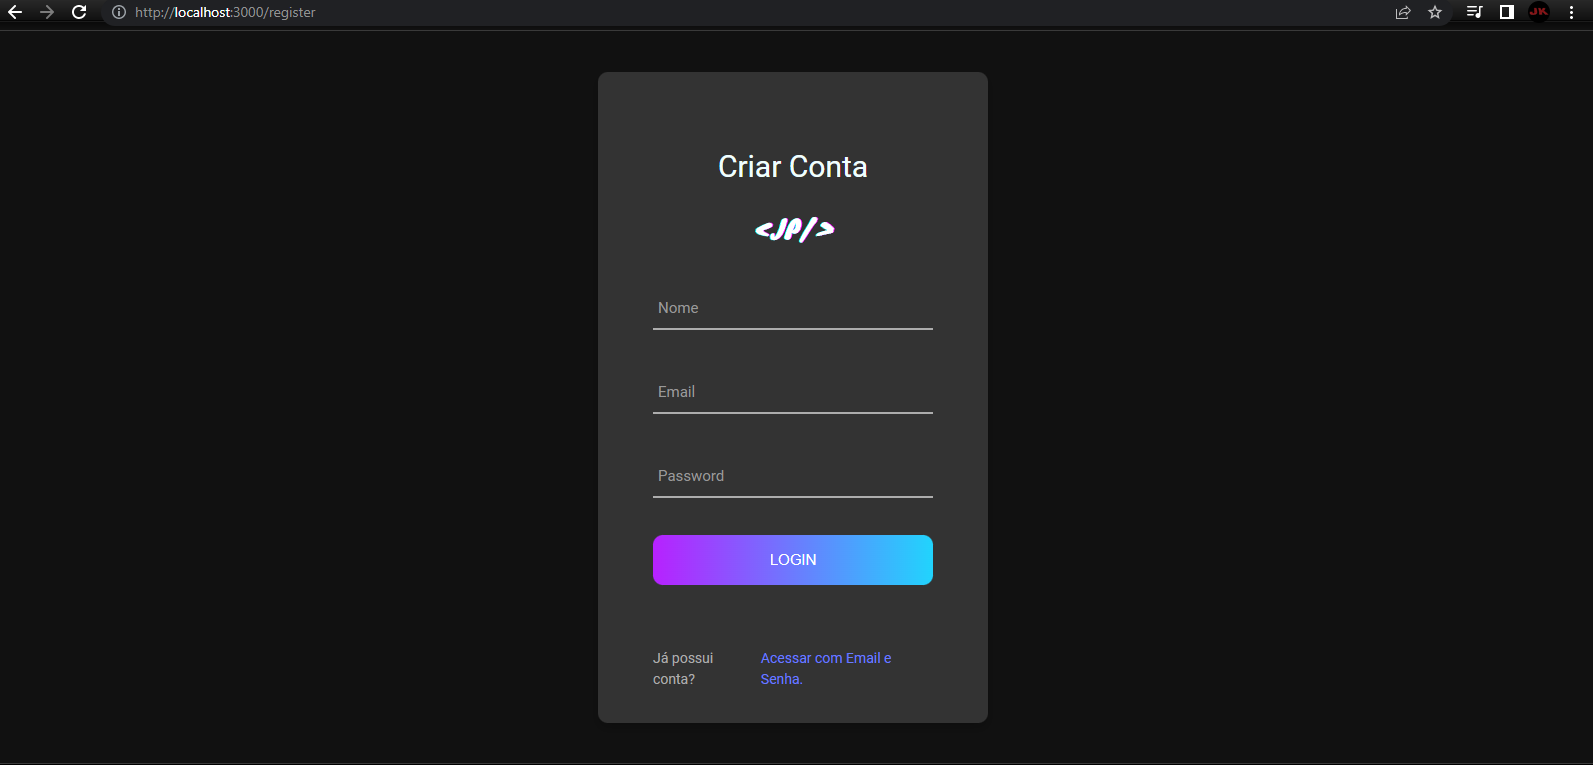 http://localhost:3000/register
JK
Criar Conta
<JP/>
Nome
Email
Password
LOGIN
Já possui conta?
Acessar com Email e Senha.